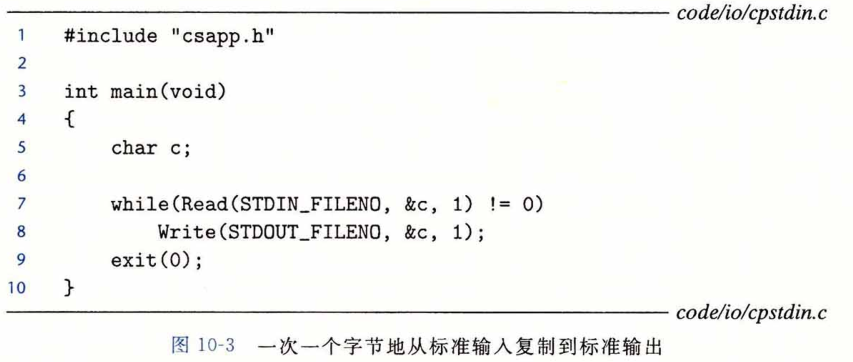 code/io/cpstdin.c
1 #include "csapp.h"
2
3 int main(void)
4 {
5 char c;
6
7 while(Read(STDIN_FILENO, &c, 1) != 0)
8 Write(STDOUT_FILENO, &c, 1);
9 exit(0);
10 }
code/io/cpstdin.c
图 10-3 一次一个字节地从标准输入复制到标准输出